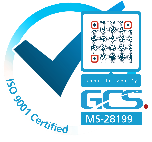 ISO 9001 Certified
GCS.
MS-28199